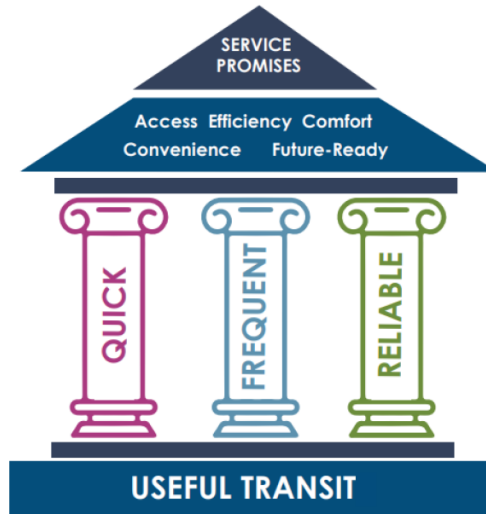 SERVICE
PROMISES
Access Efficiency Comfort
Convenience Future-Ready
QUICK
FREQUENT
RELIABLE
USEFUL TRANSIT